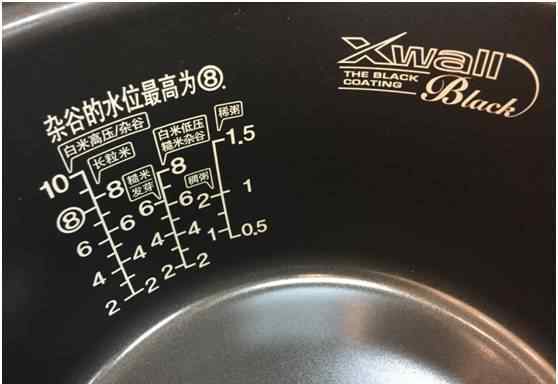 杂谷的水位最高为⑧.
Xwall
THE BLACK
COATING
Black
白米高压/杂谷
长粒米
白米低压
糙米杂谷
稀粥
糙米
发芽
稠粥
10 8 8 1.5
⑧ 6 6 6 2 1
6 4 4 4 1 0.5
4 2 2 2
2